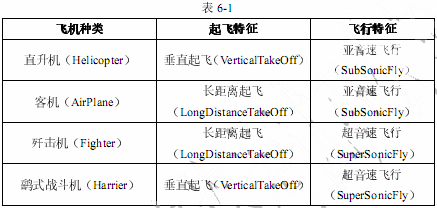 表 6-1
飞机种类 起飞特征 飞行特征
直升机（Helicopter） 垂直起飞（VerticalTakeOff） 亚音速飞行
（SubSonicFly）
客机（AirPlane） 长距离起飞
（LongDistanceTakeOff） 亚音速飞行
（SubSonicFly）
歼击机（Fighter） 长距离起飞
（LongDistanceTakeOff） 超音速飞行
（SuperSonicFly）
鹞式战斗机（Harrier） 垂直起飞（VerticalTakeOff） 超音速飞行
（SuperSonicFly）